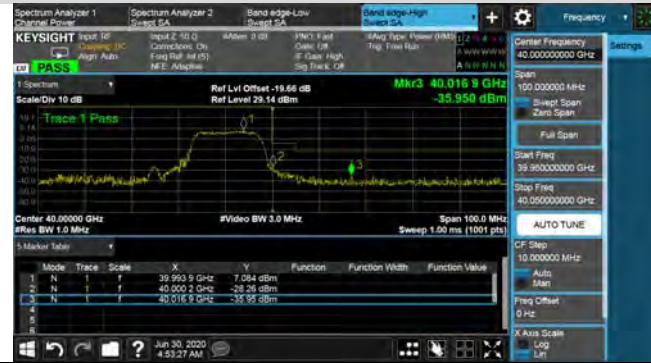 Spectrum Analyzer 1 Spectrum Analyzer 2 Band edge-Low Band edge-High Frequency
Channel Power Swept SA Swept SA Swept SA
KEYSIGHT Input: RF Input Z: 50 Ω #Atten: 0 dB PNO: Fast #Avg Type: Power (RMS)
Coupling: DC Corrections: On Gate: Off Trig: Free Run
Align: Auto Freq Ref: Int (S) IF Gain: High
PASS NFE: Adaptive Sig Track: Off
Center Frequency
40.000000000 GHz
Settings
Span
100.000000 MHz
Swept Span
Zero Span
Full Span
Start Freq
39.950000000 GHz
Stop Freq
40.050000000 GHz
AUTO TUNE
CF Step
10.000000 MHz
Auto
Man
Freq Offset
0 Hz
X Axis Scale
Log
Lin
1 Spectrum
Scale/Div 10 dB
Ref Lvl Offset -19.66 dB
Ref Level 29.14 dBm
Mkr3 40.016 9 GHz
-35.950 dBm
Trace 1 Pass
1
2
3
Center 40.00000 GHz #Video BW 3.0 MHz Span 100.0 MHz
#Res BW 1.0 MHz Sweep 1.00 ms (1001 pts)
5 Marker Table
Mode Trace Scale X Y Function Function Width Function Value
1 N 1 f 39.993 9 GHz 7.084 dBm
2 N 1 f 40.000 2 GHz -28.26 dBm
3 N 1 f 40.016 9 GHz -35.95 dBm
4
5
6
Jun 30, 2020
4:53:27 AM